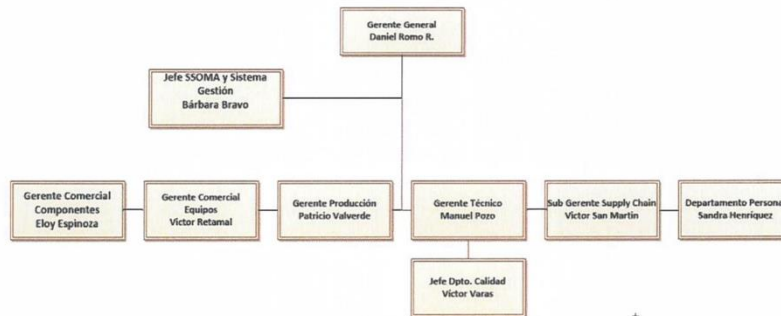 Gerente General
Daniel Romo R.
Jefe SSOMA y Sistema
Gestión
Bárbara Bravo
Gerente Comercial
Componentes
Eloy Espinoza
Gerente Comercial
Equipos
Victor Retamal
Gerente Producción
Patricio Valverde
Gerente Técnico
Manuel Pozo
Sub Gerente Supply Chain
Victor San Martin
Departamento Persona
Sandra Henríquez
Jefe Dpto. Calidad
Víctor Varas